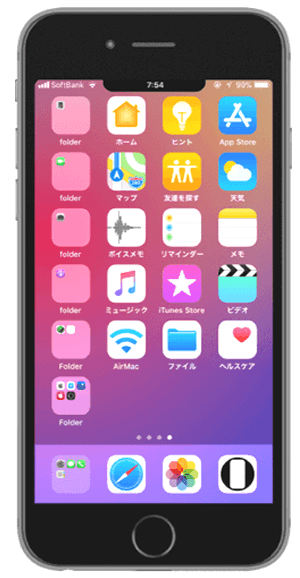 SoftBank 7:54 99%
folder ホーム ヒント App Store
folder マップ 友達を探す 天気
folder ボイスメモ リマインダー メモ
folder ミュージック iTunes Store ビデオ
Folder AirMac ファイル ヘルスケア
Folder